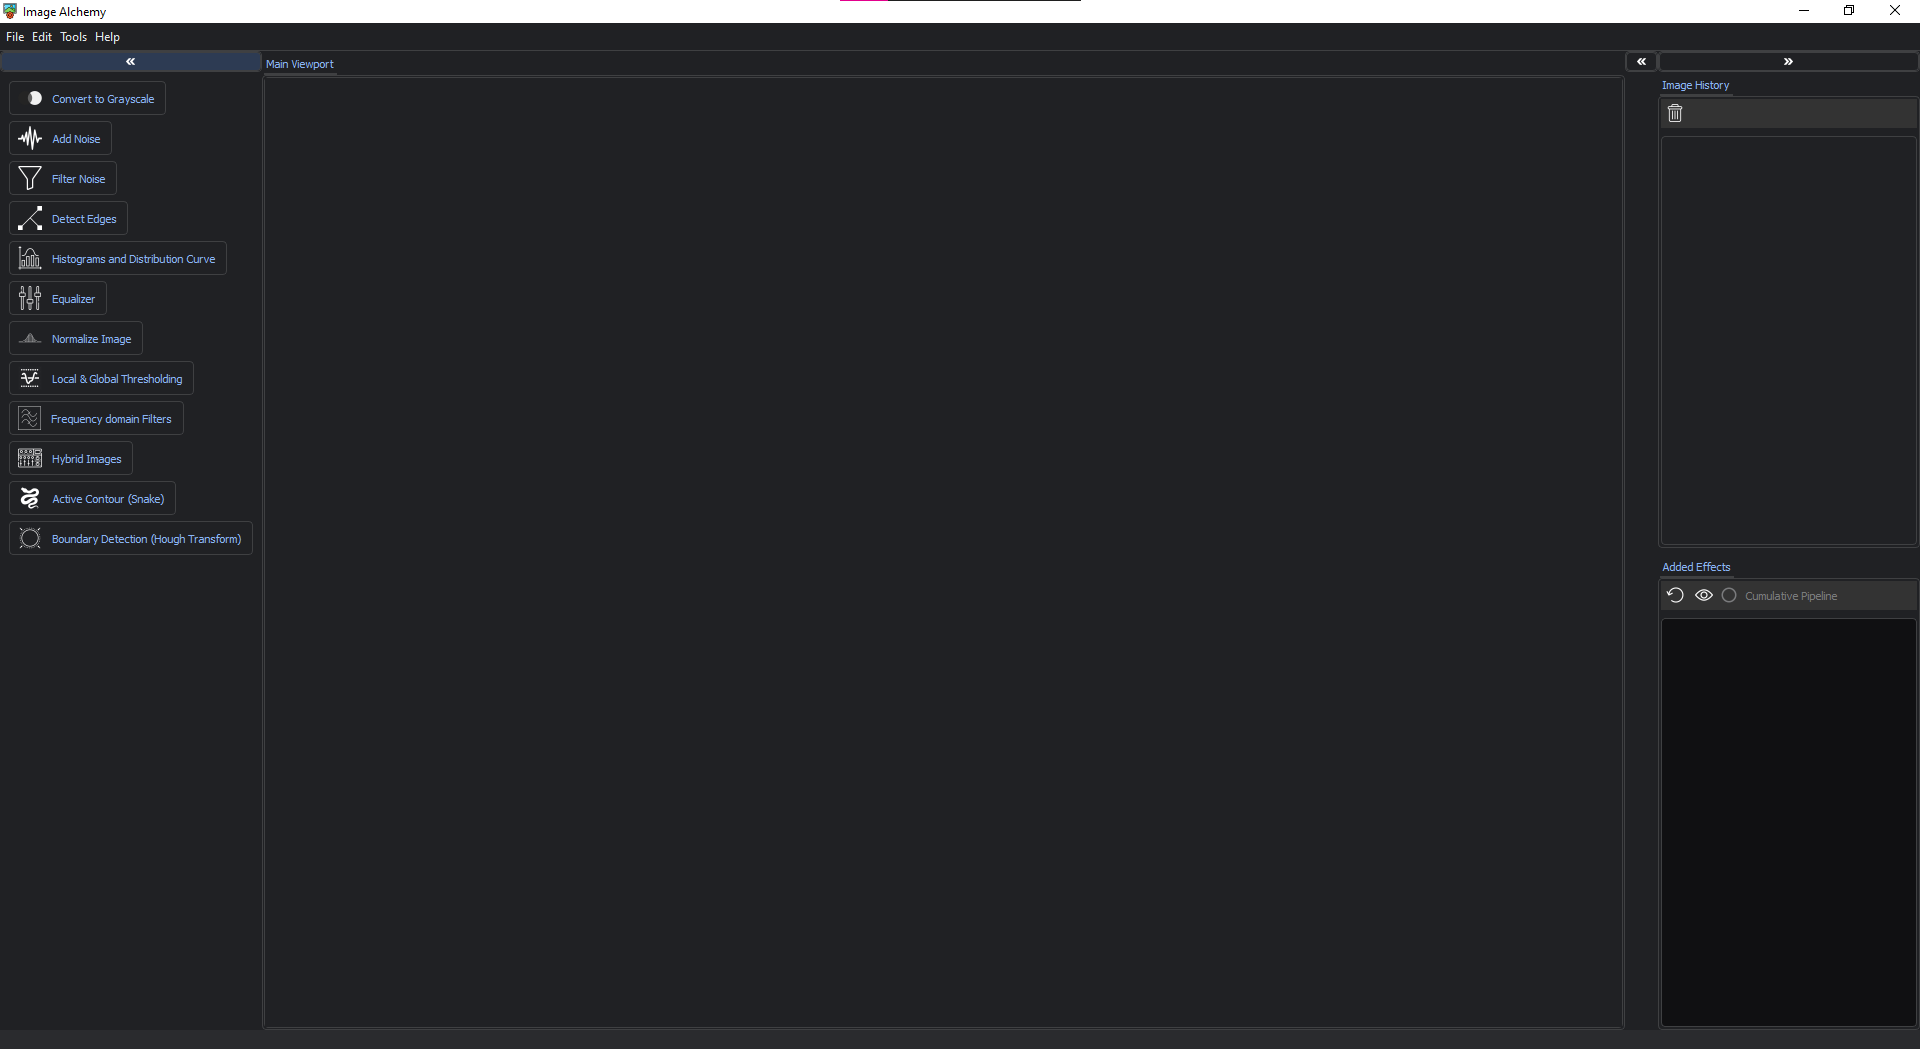 Image Alchemy
File Edit Tools Help
« Main Viewport « »
Convert to Grayscale
Add Noise
Filter Noise
Detect Edges
Histograms and Distribution Curve
Equalizer
Normalize Image
Local & Global Thresholding
Frequency domain Filters
Hybrid Images
Active Contour (Snake)
Boundary Detection (Hough Transform)
Image History
Added Effects
Cumulative Pipeline